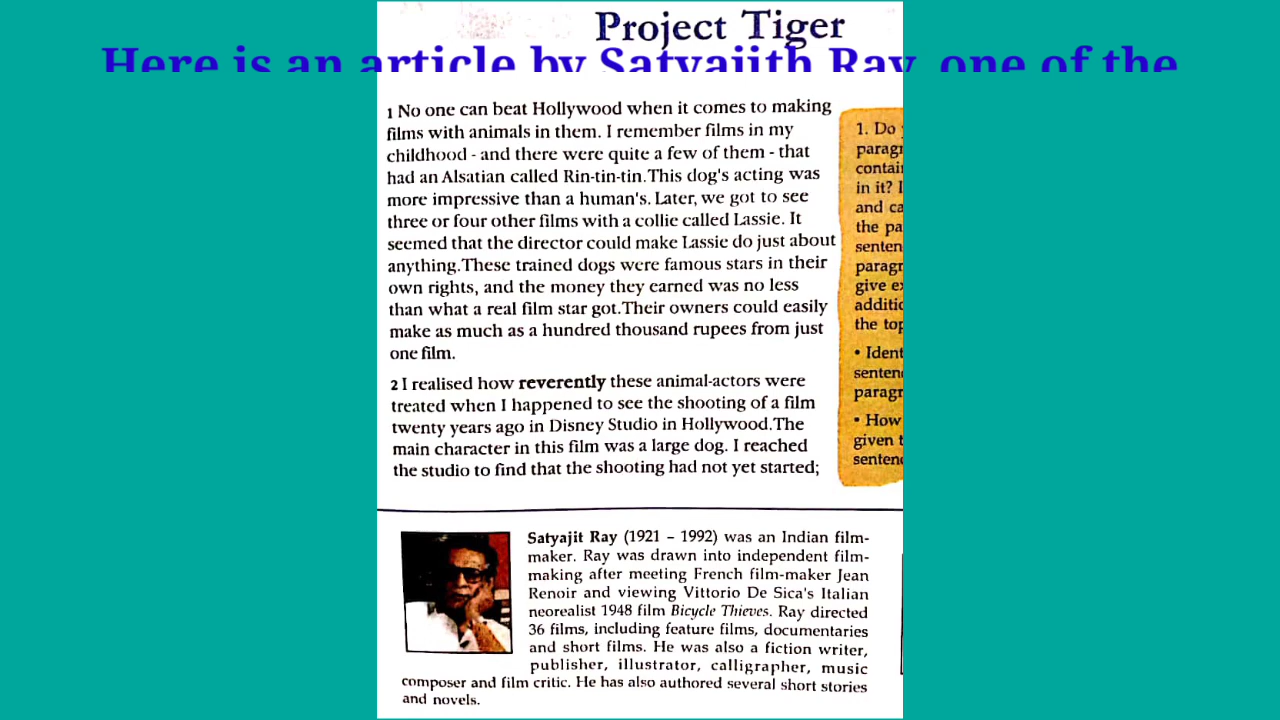 Project Tiger
Here is an article by Satyajith Ray, one of the
1 No one can beat Hollywood when it comes to making
films with animals in them. I remember films in my
childhood - and there were quite a few of them - that
had an Alsatian called Rin-tin-tin.This dog's acting was
more impressive than a human's. Later, we got to see
three or four other films with a collie called Lassie. It
seemed that the director could make Lassie do just about
anything.These trained dogs were famous stars in their
own rights, and the money they earned was no less
than what a real film star got.Their owners could easily
make as much as a hundred thousand rupees from just
one film.
2 I realised how reverently these animal-actors were
treated when I happened to see the shooting of a film
twenty years ago in Disney Studio in Hollywood.The
main character in this film was a large dog. I reached
the studio to find that the shooting had not yet started;
1. Do
paragr
contai
in it? I
and ca
the pa
senten
paragr
give ex
additio
the top
• Ident
senten
paragr
• How
given t
senten
Satyajit Ray (1921 – 1992) was an Indian film-
maker. Ray was drawn into independent film-
making after meeting French film-maker Jean
Renoir and viewing Vittorio De Sica's Italian
neorealist 1948 film Bicycle Thieves. Ray directed
36 films, including feature films, documentaries
and short films. He was also a fiction writer,
publisher, illustrator, calligrapher, music
composer and film critic. He has also authored several short stories
and novels.